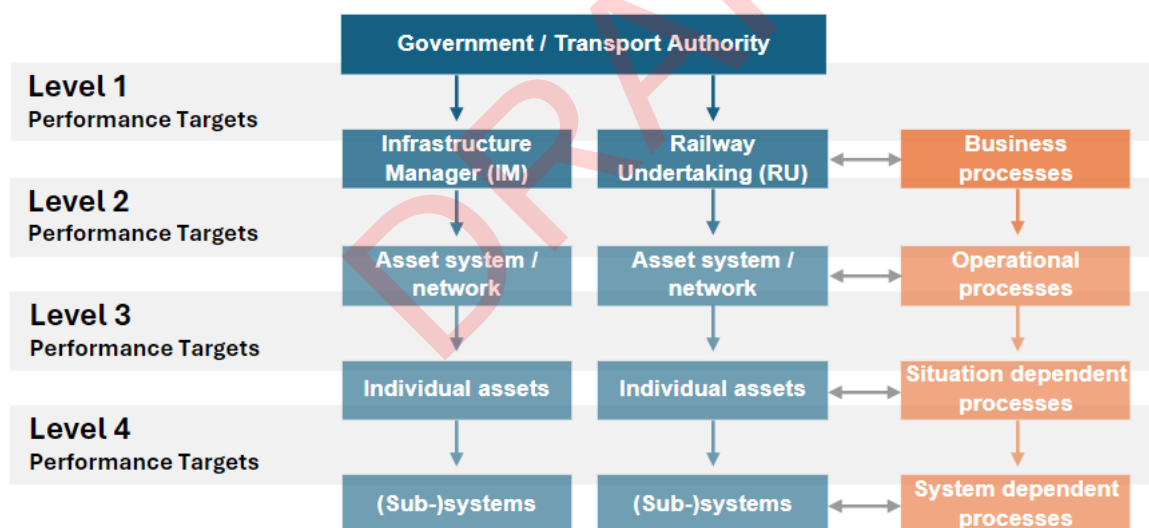 Government / Transport Authority
Level 1
Performance Targets
Infrastructure
Manager (IM)
Railway
Undertaking (RU)
Business
processes
Level 2
Performance Targets
Asset system /
network
Asset system /
network
Operational
processes
Level 3
Performance Targets
Individual assets
Individual assets
Situation dependent
processes
Level 4
Performance Targets
(Sub-)systems
(Sub-)systems
System dependent
processes
DRA